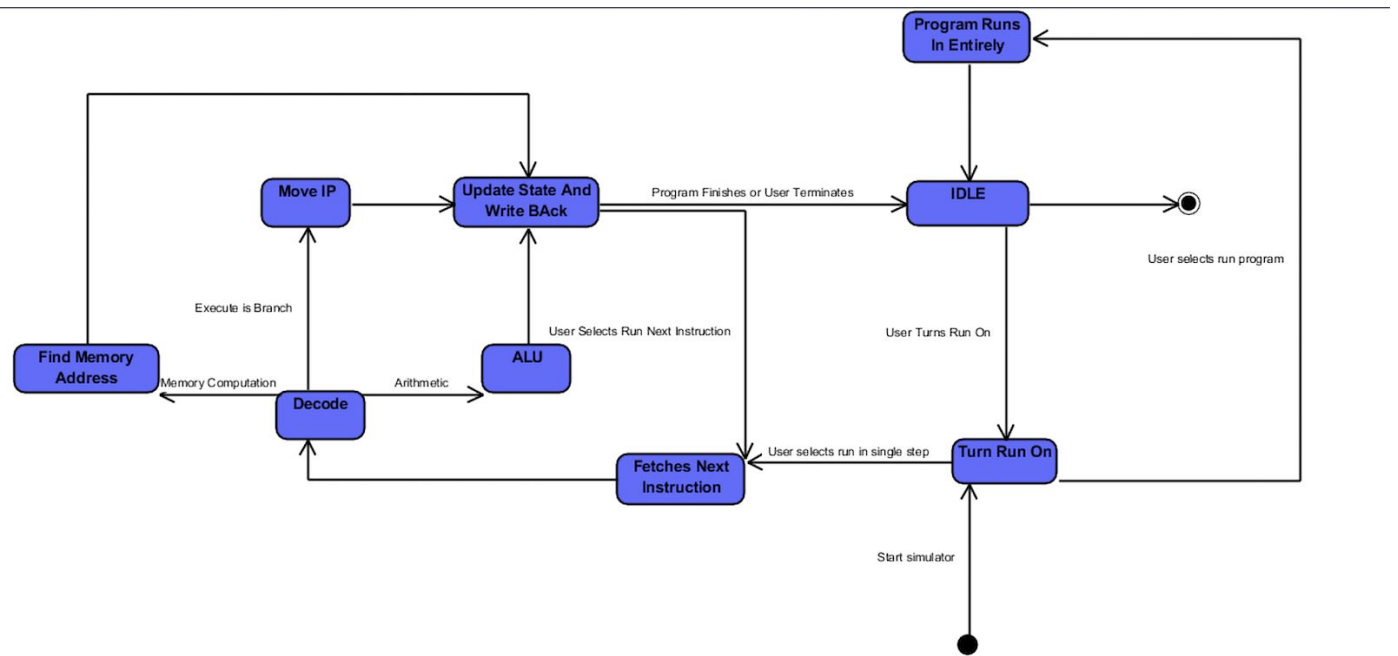 Program Runs
In Entirely
Move IP
Update State And
Write BAck
Program Finishes or User Terminates
IDLE
User selects run program
Execute is Branch
User Selects Run Next Instruction
User Turns Run On
Find Memory
Address
ALU
Memory Computation
Arithmetic
Decode
User selects run in single step
Turn Run On
Fetches Next
Instruction
Start simulator